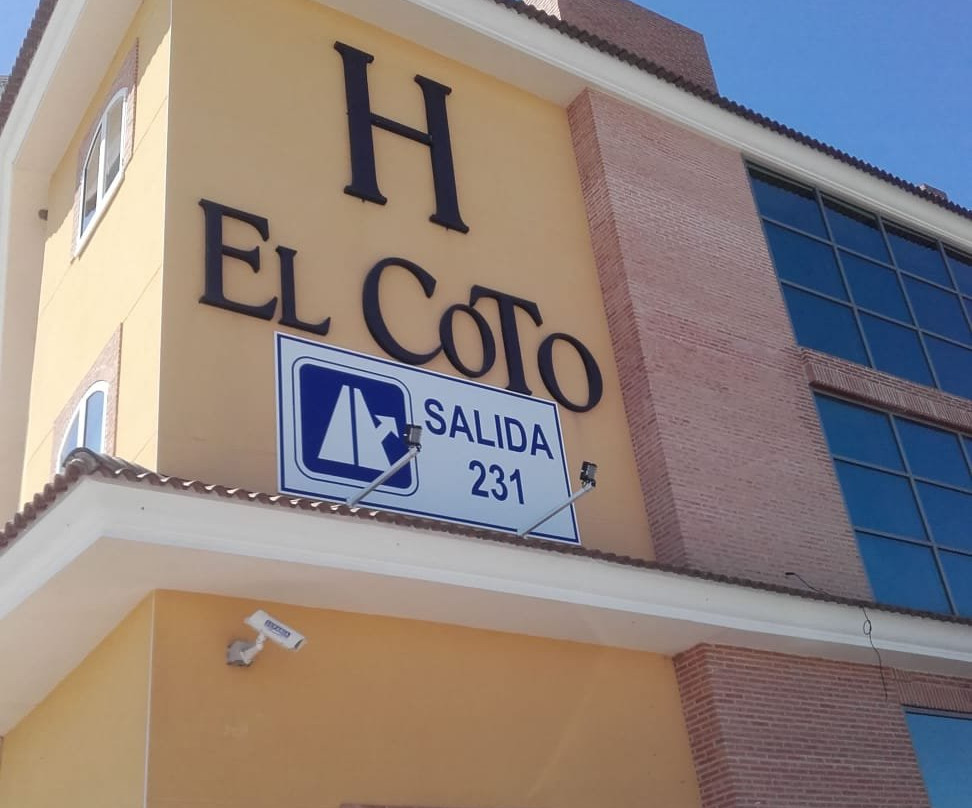 H
EL COTO
SALIDA
231